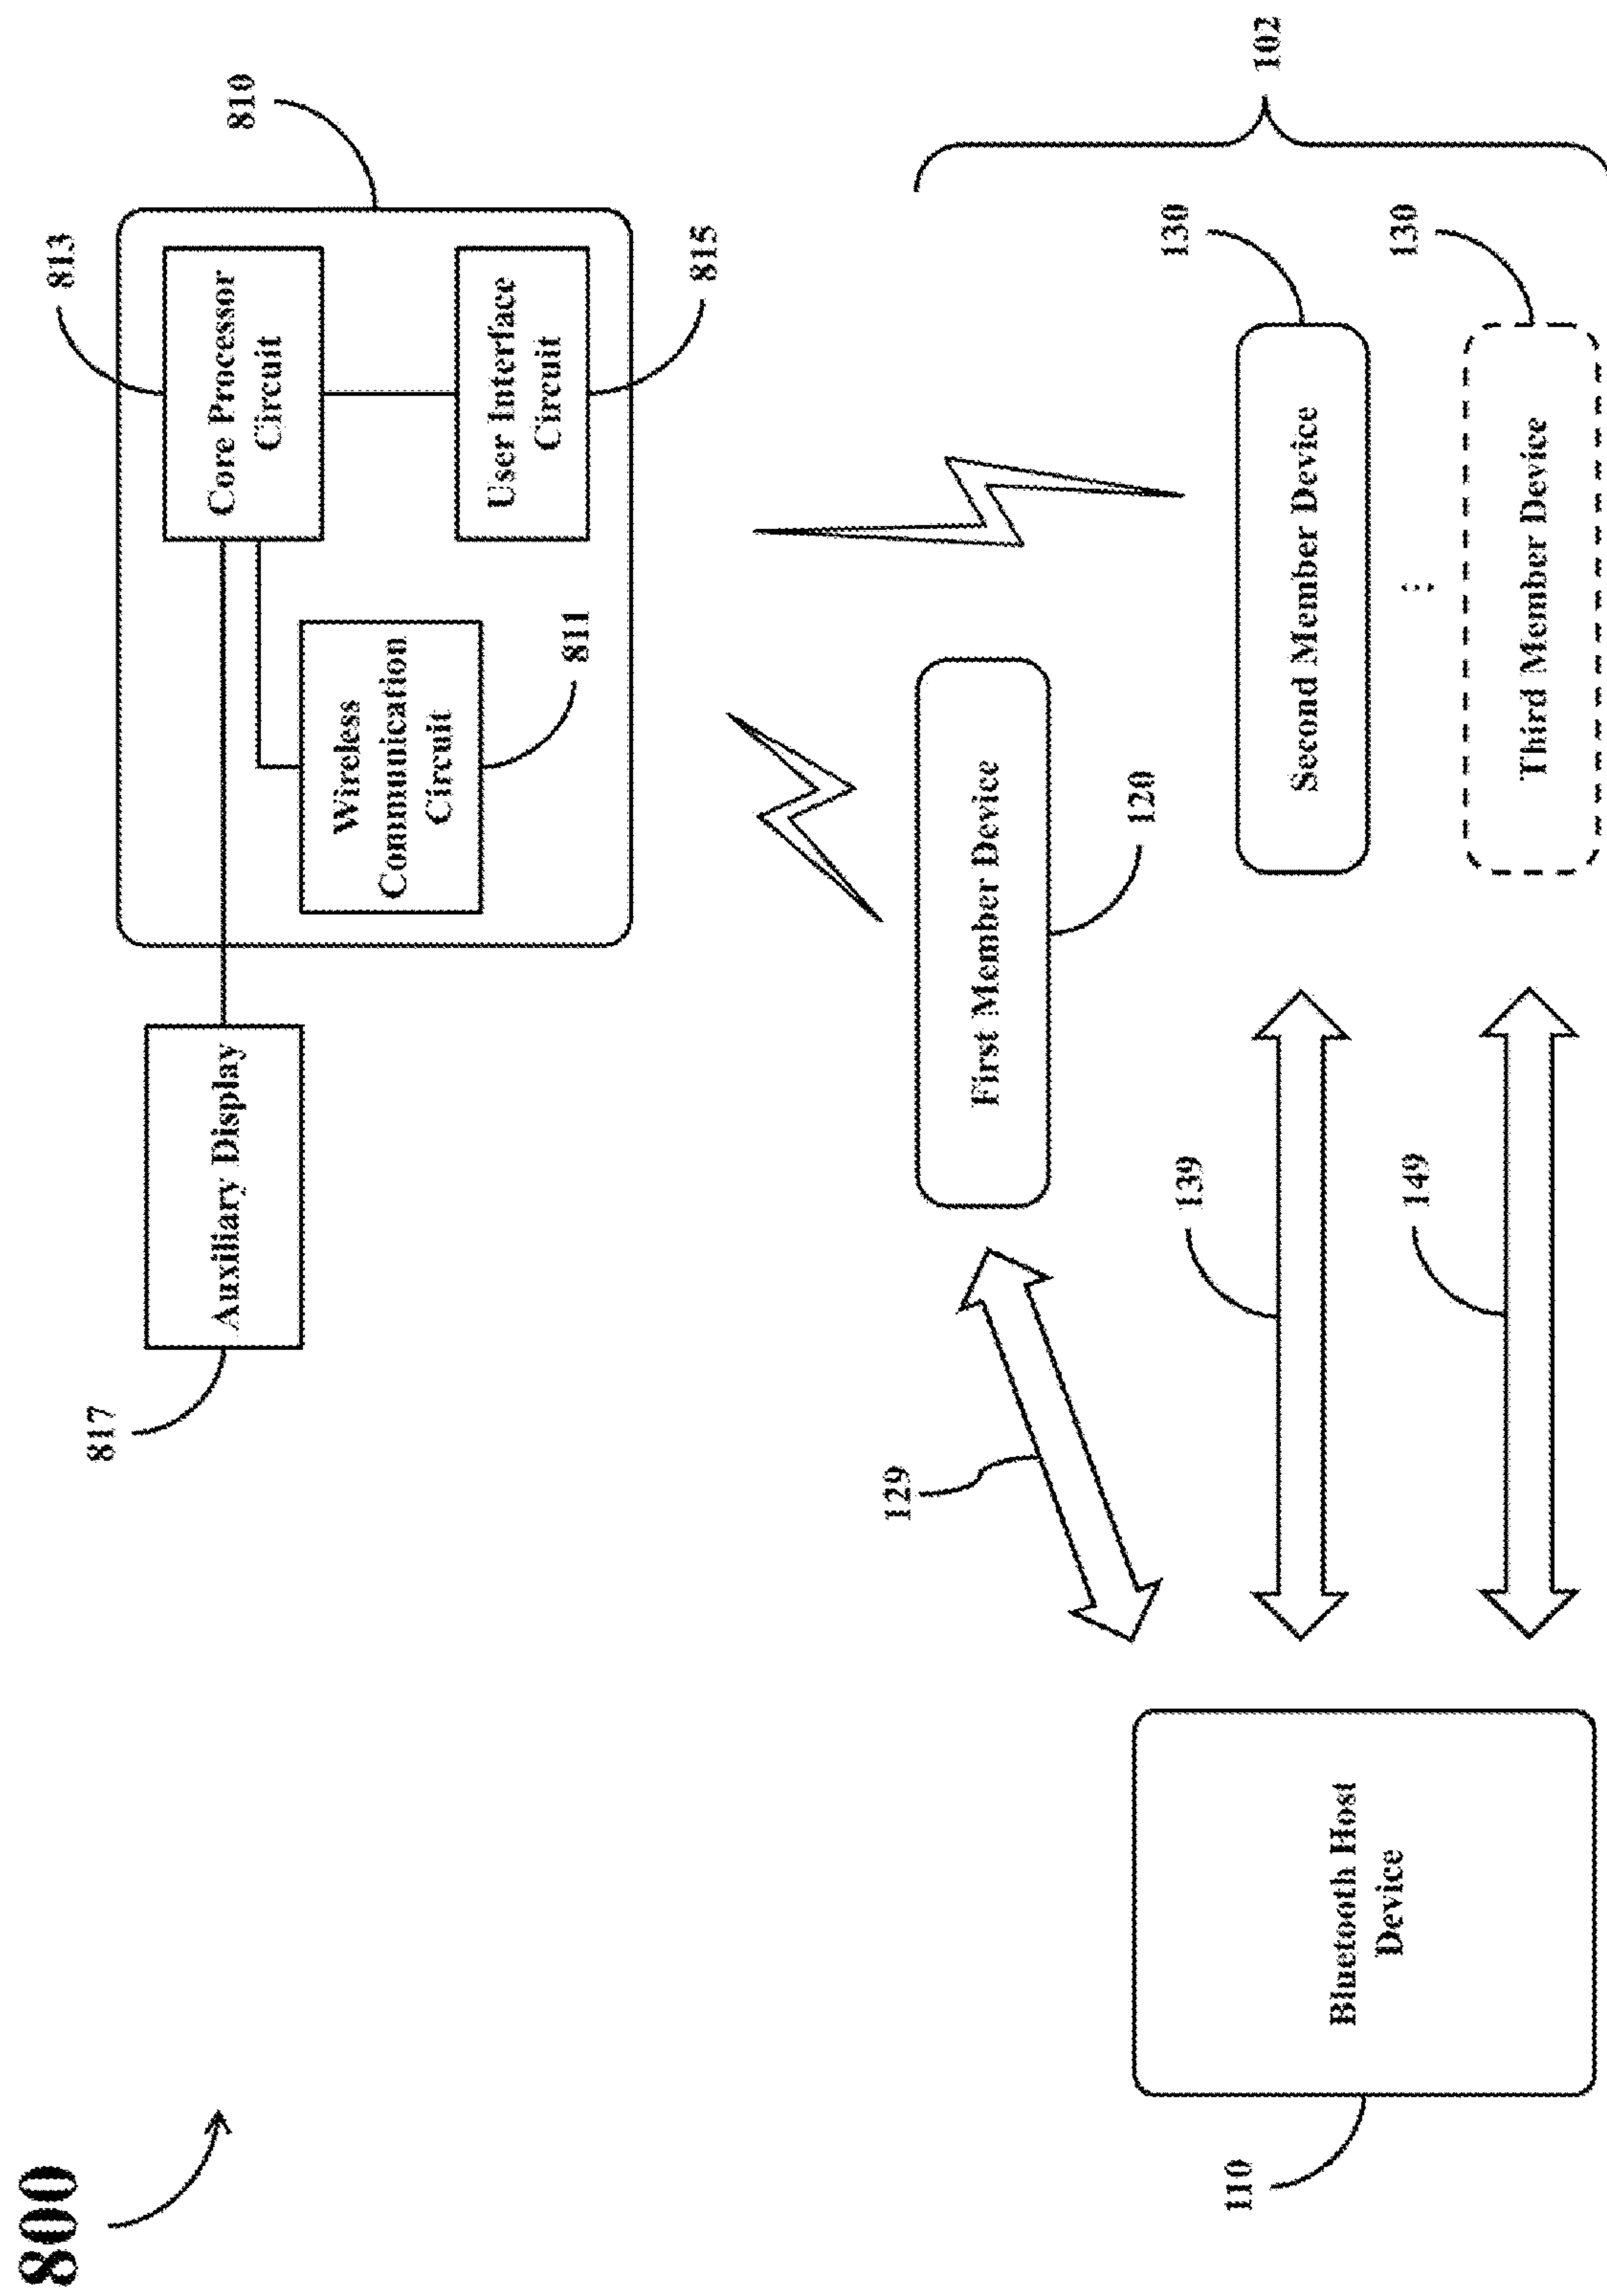 800
817
Auxiliary Display
813
810
Core Processor
Circuit
Wireless
Communication
Circuit
811
User Interface
Circuit
815
129
First Member Device
120
102
110
Bluetooth Host
Device
139
Second Member Device
130
⋮
149
Third Member Device
130